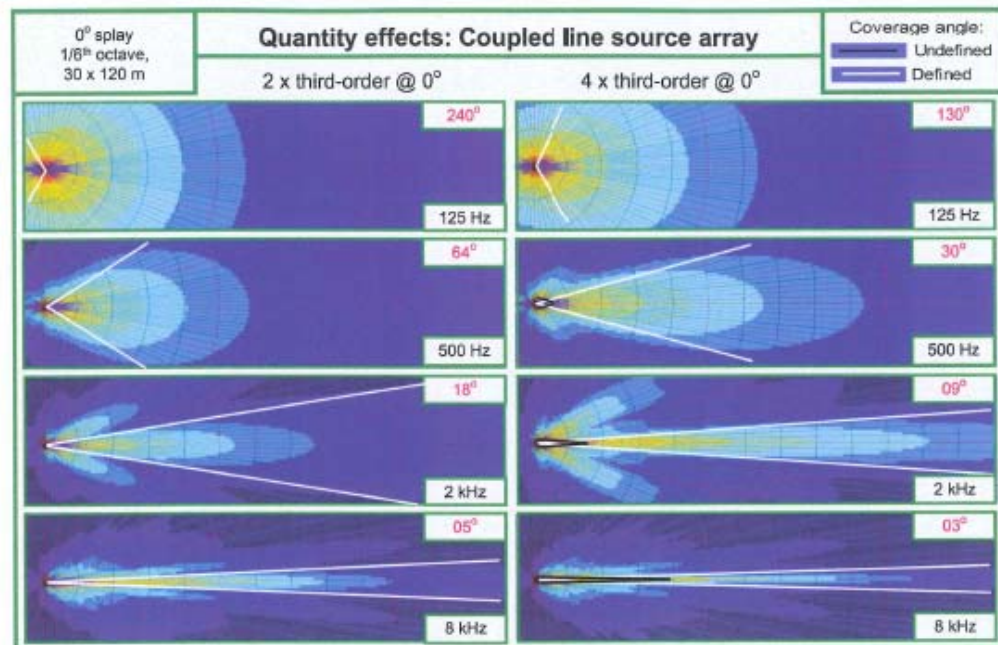 0° splay
1/6th octave,
30 x 120 m
Quantity effects: Coupled line source array
2 x third-order @ 0°
4 x third-order @ 0°
Coverage angle:
Undefined
Defined
240°
125 Hz
130°
125 Hz
64°
500 Hz
30°
500 Hz
18°
2 kHz
09°
2 kHz
05°
8 kHz
03°
8 kHz